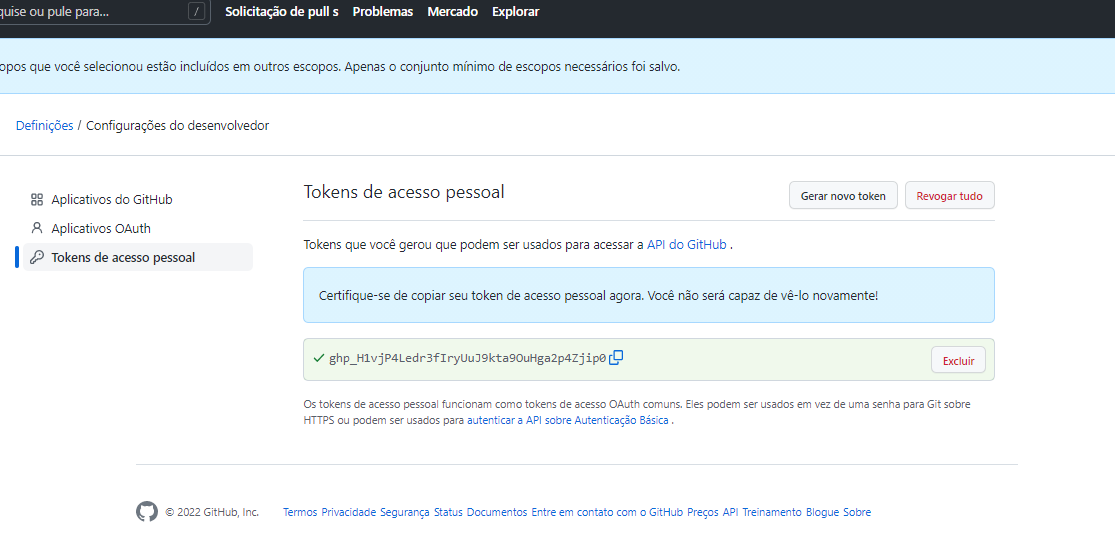 quise ou pule para... / Solicitação de pull s Problemas Mercado Explorar
opos que você selecionou estão incluídos em outros escopos. Apenas o conjunto mínimo de escopos necessários foi salvo.
Definições / Configurações do desenvolvedor
Aplicativos do GitHub
Aplicativos OAuth
Tokens de acesso pessoal
Tokens de acesso pessoal
Gerar novo token
Revogar tudo
Tokens que você gerou que podem ser usados para acessar a API do GitHub .
Certifique-se de copiar seu token de acesso pessoal agora. Você não será capaz de vê-lo novamente!
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
Excluir
Os tokens de acesso pessoal funcionam como tokens de acesso OAuth comuns. Eles podem ser usados em vez de uma senha para Git sobre
HTTPS ou podem ser usados para autenticar a API sobre Autenticação Básica .
© 2022 GitHub, Inc. Termos Privacidade Segurança Status Documentos Entre em contato com o GitHub Preços API Treinamento Blogue Sobre